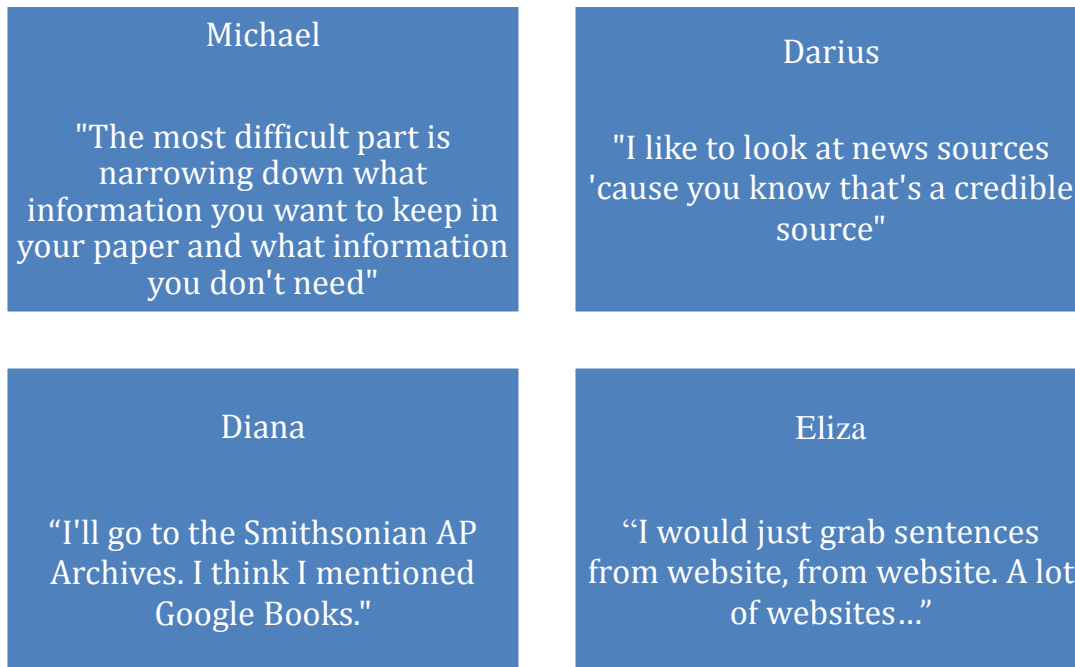 Michael
"The most difficult part is
narrowing down what
information you want to keep in
your paper and what information
you don't need"
Darius
"I like to look at news sources
'cause you know that's a credible
source"
Diana
“I'll go to the Smithsonian AP
Archives. I think I mentioned
Google Books."
Eliza
“I would just grab sentences
from website, from website. A lot
of websites…”